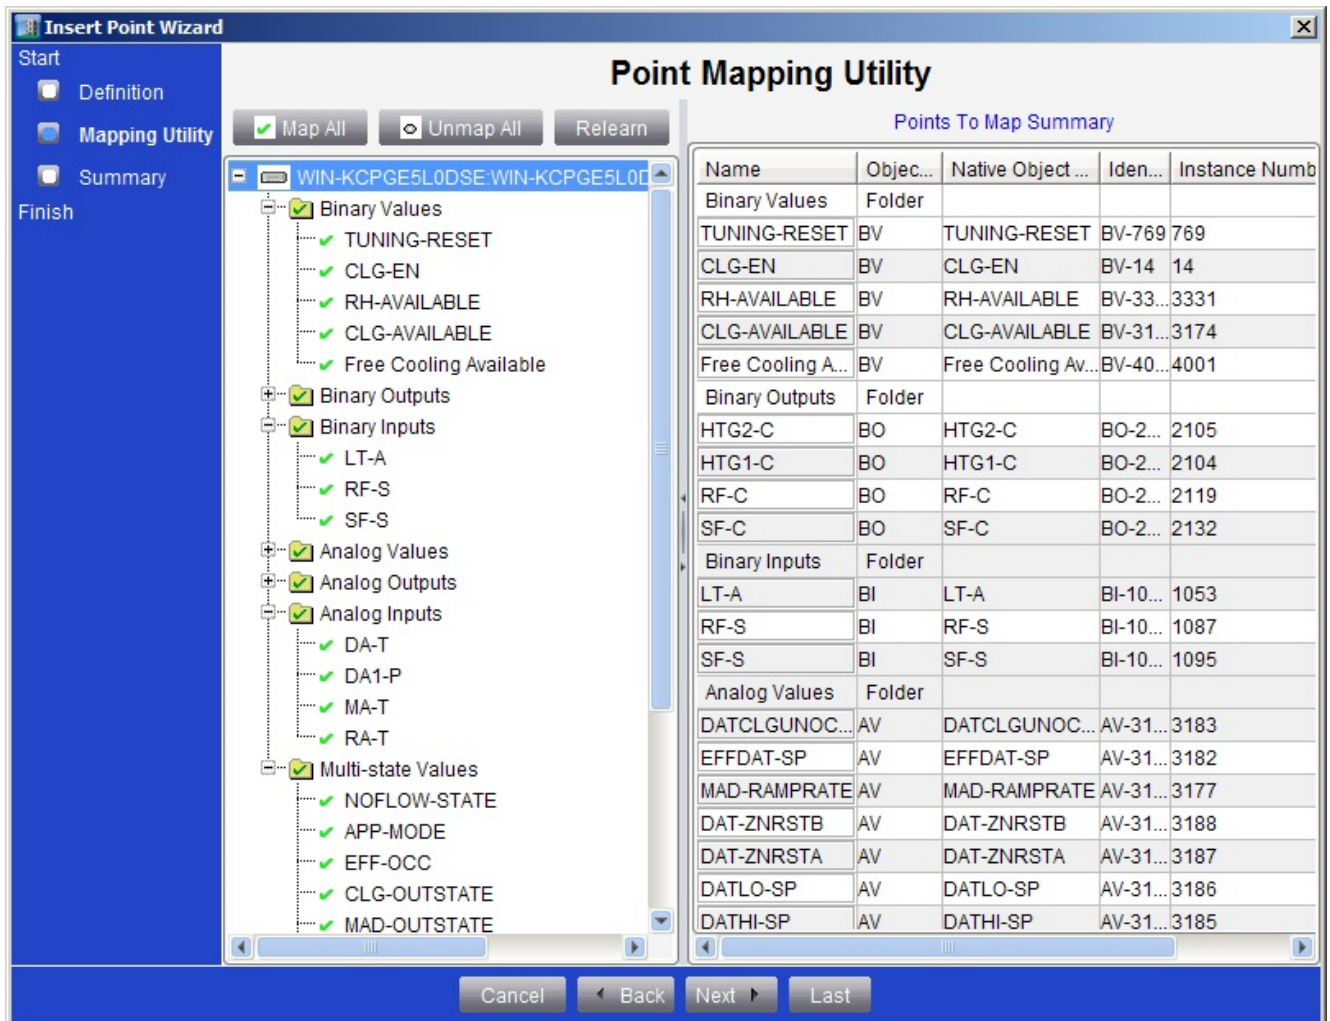 Insert Point Wizard
Start
Definition
Mapping Utility
Summary
Finish
Point Mapping Utility
Map All
Unmap All
Relearn
WIN-KCPGE5L0DSE:WIN-KCPGE5L0D
Binary Values
TUNING-RESET
CLG-EN
RH-AVAILABLE
CLG-AVAILABLE
Free Cooling Available
Binary Outputs
Binary Inputs
LT-A
RF-S
SF-S
Analog Values
Analog Outputs
Analog Inputs
DA-T
DA1-P
MA-T
RA-T
Multi-state Values
NOFLOW-STATE
APP-MODE
EFF-OCC
CLG-OUTSTATE
MAD-OUTSTATE
Points To Map Summary
Name Objec... Native Object ... Iden... Instance Numb
Binary Values Folder
TUNING-RESET BV TUNING-RESET BV-769 769
CLG-EN BV CLG-EN BV-14 14
RH-AVAILABLE BV RH-AVAILABLE BV-33... 3331
CLG-AVAILABLE BV CLG-AVAILABLE BV-31... 3174
Free Cooling A... BV Free Cooling Av... BV-40... 4001
Binary Outputs Folder
HTG2-C BO HTG2-C BO-2... 2105
HTG1-C BO HTG1-C BO-2... 2104
RF-C BO RF-C BO-2... 2119
SF-C BO SF-C BO-2... 2132
Binary Inputs Folder
LT-A BI LT-A BI-10... 1053
RF-S BI RF-S BI-10... 1087
SF-S BI SF-S BI-10... 1095
Analog Values Folder
DATCLGUNOC... AV DATCLGUNOC... AV-31... 3183
EFFDAT-SP AV EFFDAT-SP AV-31... 3182
MAD-RAMPRATE AV MAD-RAMPRATE AV-31... 3177
DAT-ZNRSTB AV DAT-ZNRSTB AV-31... 3188
DAT-ZNRSTA AV DAT-ZNRSTA AV-31... 3187
DATLO-SP AV DATLO-SP AV-31... 3186
DATHI-SP AV DATHI-SP AV-31... 3185
Cancel
Back
Next
Last